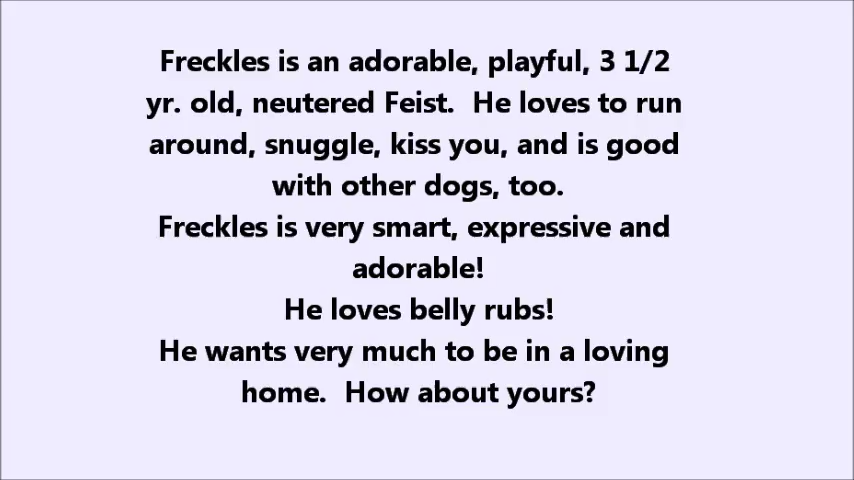 Freckles is an adorable, playful, 3 1/2
yr. old, neutered Feist.  He loves to run
around, snuggle, kiss you, and is good
with other dogs, too.
Freckles is very smart, expressive and
adorable!
He loves belly rubs!
He wants very much to be in a loving
home.  How about yours?